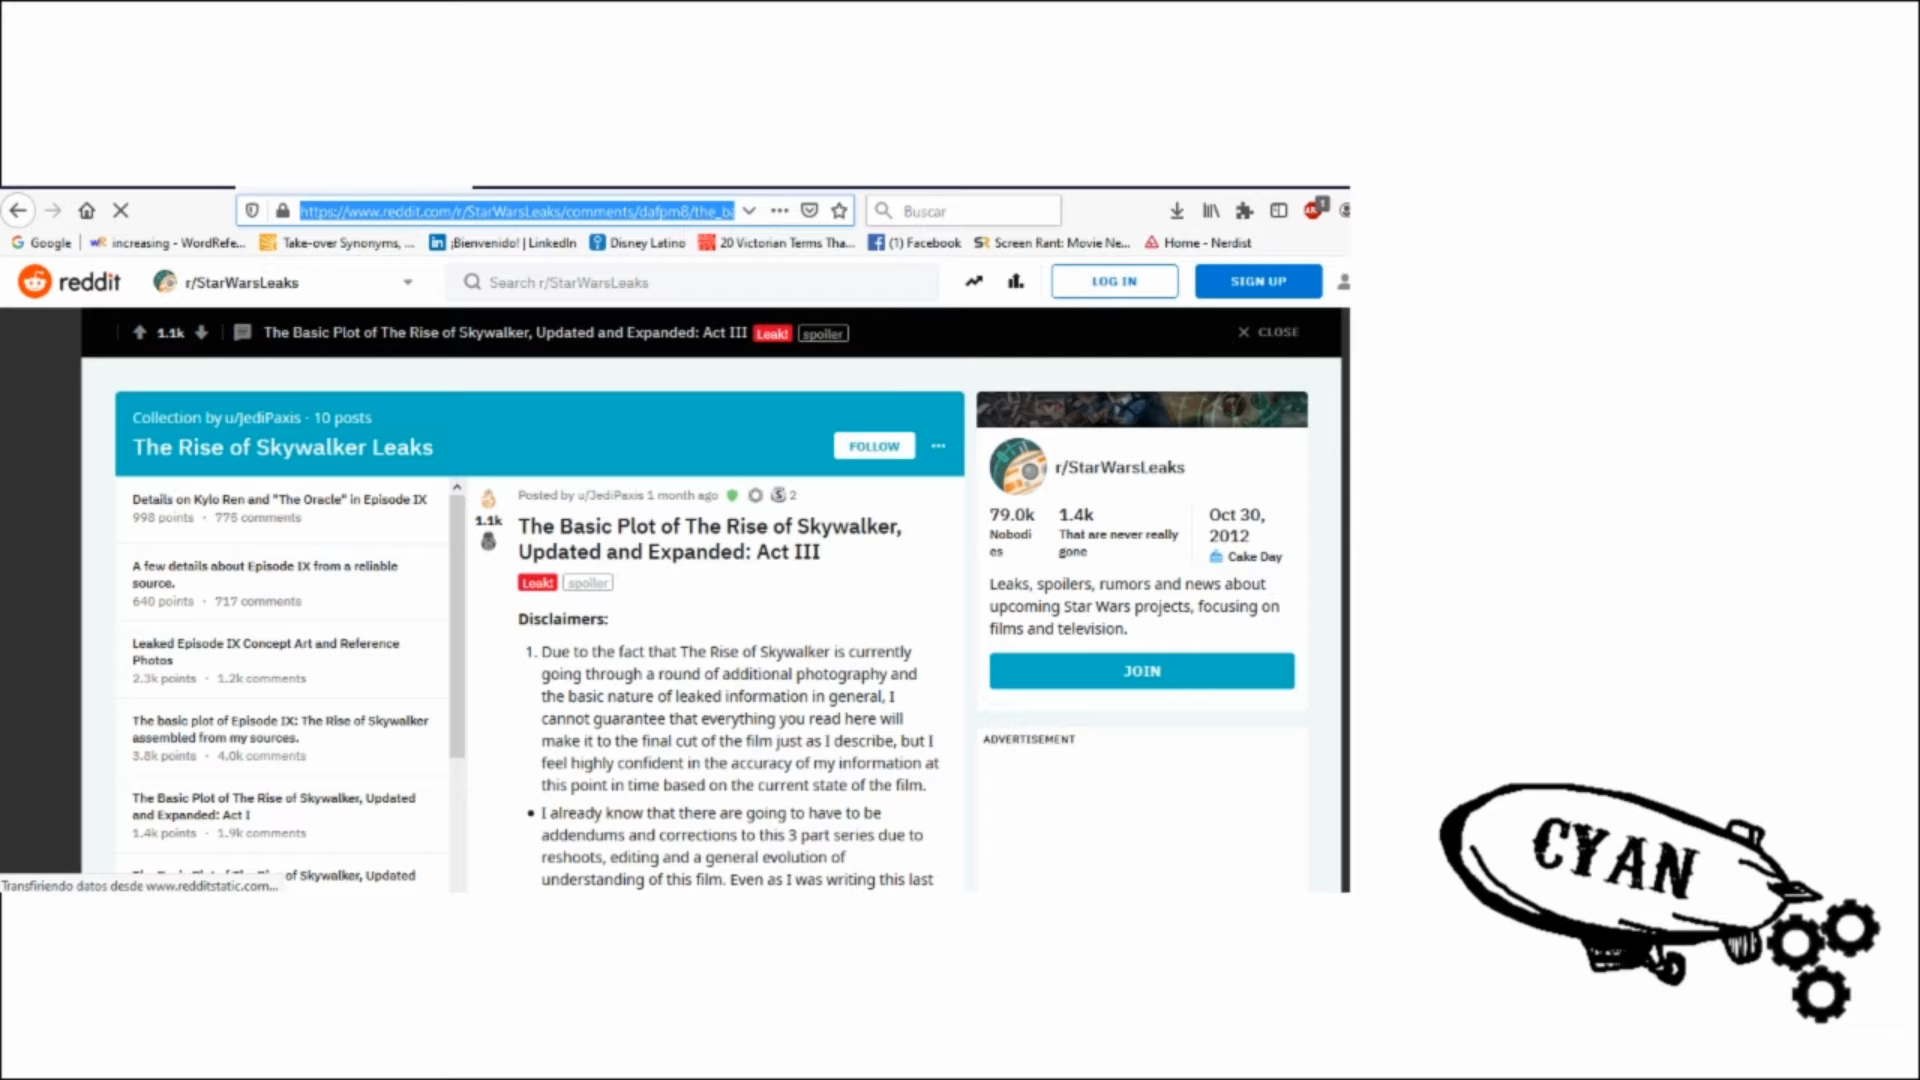 https://www.reddit.com/r/StarWarsLeaks/comments/dafpm8/the_b
Buscar
1
Google
increasing - WordRefe...
Take-over Synonyms, ...
¡Bienvenido! | LinkedIn
Disney Latino
20 Victorian Terms Tha...
(1) Facebook
Screen Rant: Movie Ne...
Home - Nerdist
reddit
r/StarWarsLeaks
Search r/StarWarsLeaks
LOG IN
SIGN UP
1.1k
The Basic Plot of The Rise of Skywalker, Updated and Expanded: Act III Leak! spoiler
CLOSE
Collection by u/JediPaxis · 10 posts
The Rise of Skywalker Leaks
FOLLOW
Details on Kylo Ren and "The Oracle" in Episode IX
998 points · 775 comments
A few details about Episode IX from a reliable
source.
640 points · 717 comments
Leaked Episode IX Concept Art and Reference
Photos
2.3k points · 1.2k comments
The basic plot of Episode IX: The Rise of Skywalker
assembled from my sources.
3.8k points · 4.0k comments
The Basic Plot of The Rise of Skywalker, Updated
and Expanded: Act I
1.4k points · 1.9k comments
of Skywalker, Updated
Transfiriendo datos desde www.redditstatic.com...
1.1k
Posted by u/JediPaxis 1 month ago
2
The Basic Plot of The Rise of Skywalker,
Updated and Expanded: Act III
Leak! spoiler
Disclaimers:
1. Due to the fact that The Rise of Skywalker is currently
going through a round of additional photography and
the basic nature of leaked information in general, I
cannot guarantee that everything you read here will
make it to the final cut of the film just as I describe, but I
feel highly confident in the accuracy of my information at
this point in time based on the current state of the film.
• I already know that there are going to have to be
addendums and corrections to this 3 part series due to
reshoots, editing and a general evolution of
understanding of this film. Even as I was writing this last
r/StarWarsLeaks
79.0k
Nobodi
es
1.4k
That are never really
gone
Oct 30,
2012
Cake Day
Leaks, spoilers, rumors and news about
upcoming Star Wars projects, focusing on
films and television.
JOIN
ADVERTISEMENT
CYAN